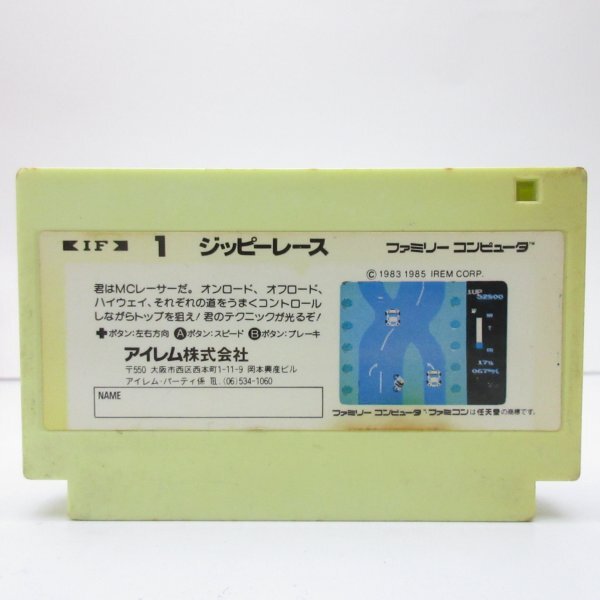 IF 1 ジッピーレース ファミリー コンピュータ™
© 1983 1985 IREM CORP.
君はMCレーサーだ。オンロード、オフロード、
ハイウェイ、それぞれの道をうまくコントロール
しながらトップを狙え!君のテクニックが光るぞ!
✚ボタン:左右方向 Ⓐボタン:スピード Ⓑボタン:ブレーキ
アイレム株式会社
〒550 大阪市西区西本町1-11-9 岡本興産ビル
アイレム・パーティ係 TEL (06)534-1060
NAME
1UP
52500
ファミリー コンピュータ™ ファミコンは任天堂の商標です。